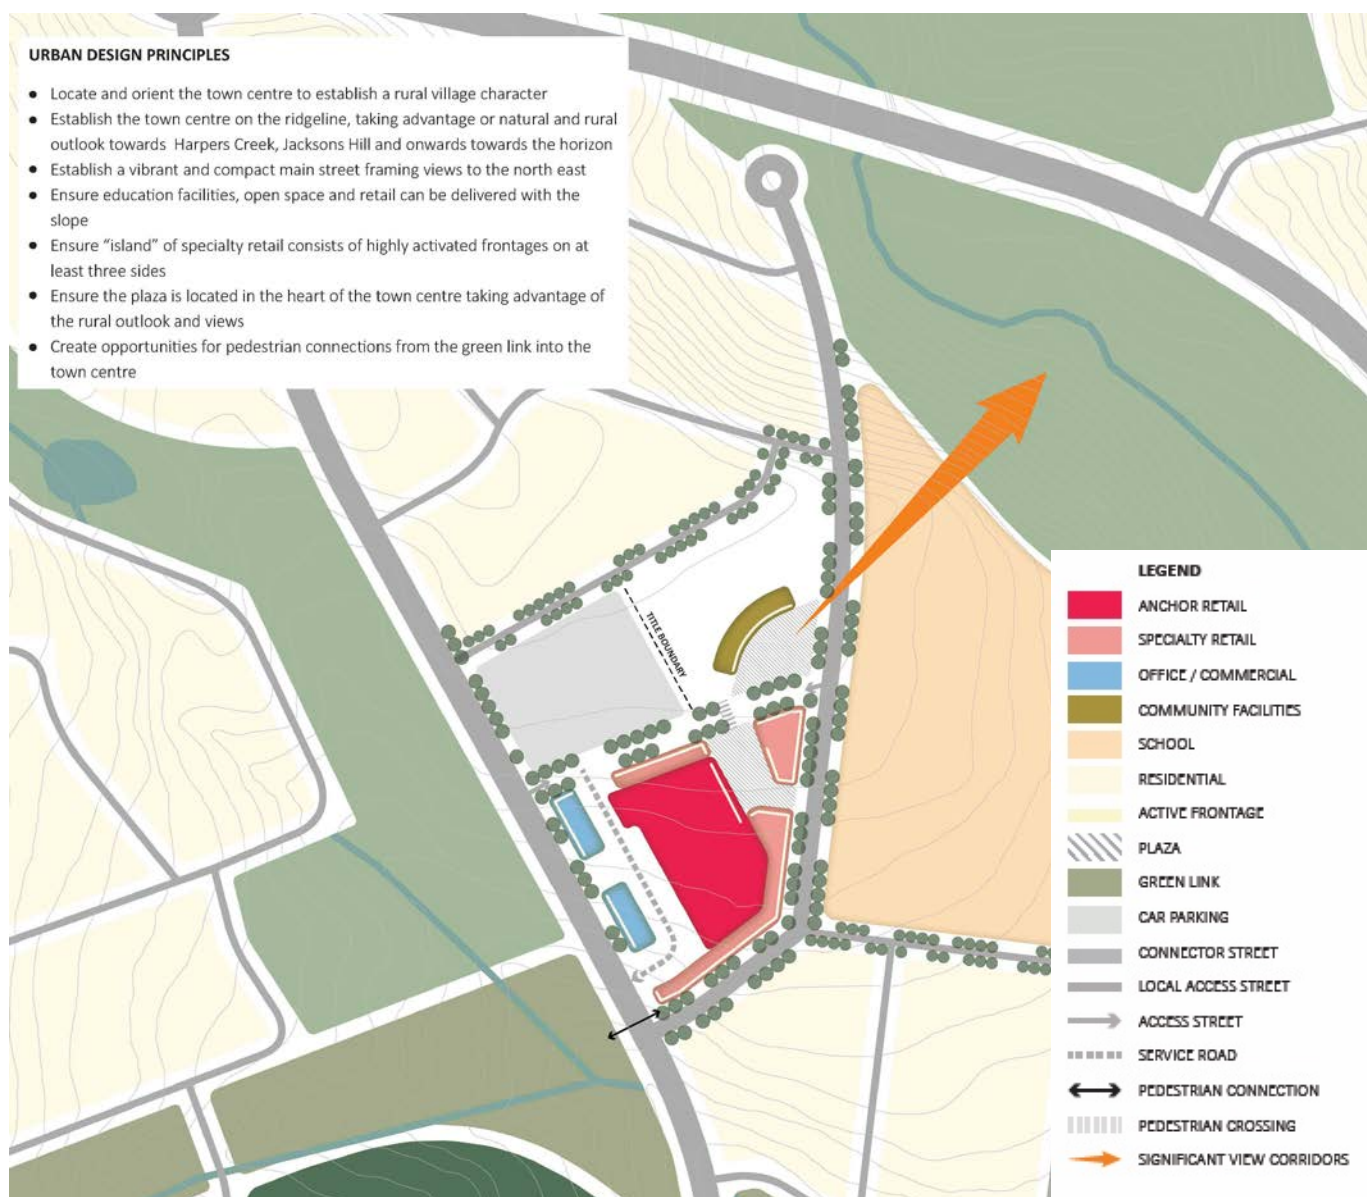 URBAN DESIGN PRINCIPLES
• Locate and orient the town centre to establish a rural village character
• Establish the town centre on the ridgeline, taking advantage or natural and rural
outlook towards Harpers Creek, Jacksons Hill and onwards towards the horizon
• Establish a vibrant and compact main street framing views to the north east
• Ensure education facilities, open space and retail can be delivered with the
slope
• Ensure “island” of specialty retail consists of highly activated frontages on at
least three sides
• Ensure the plaza is located in the heart of the town centre taking advantage of
the rural outlook and views
• Create opportunities for pedestrian connections from the green link into the
town centre
TITLE BOUNDARY
LEGEND
ANCHOR RETAIL
SPECIALTY RETAIL
OFFICE / COMMERCIAL
COMMUNITY FACILITIES
SCHOOL
RESIDENTIAL
ACTIVE FRONTAGE
PLAZA
GREEN LINK
CAR PARKING
CONNECTOR STREET
LOCAL ACCESS STREET
ACCESS STREET
SERVICE ROAD
PEDESTRIAN CONNECTION
PEDESTRIAN CROSSING
SIGNIFICANT VIEW CORRIDORS